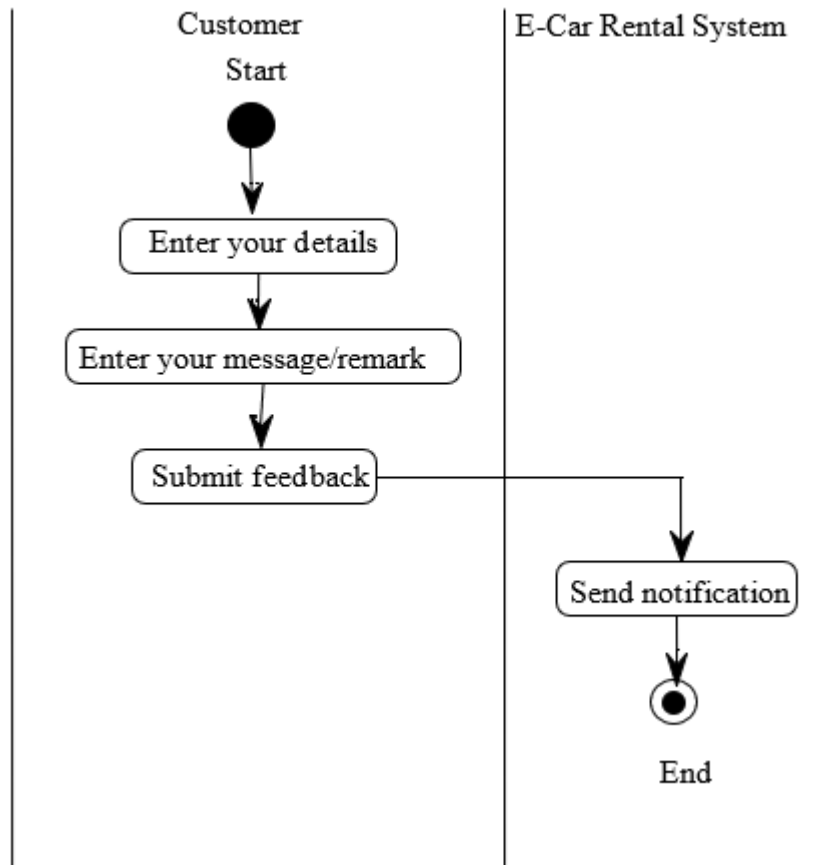 Customer
E-Car Rental System
Start
Enter your details
Enter your message/remark
Submit feedback
Send notification
End